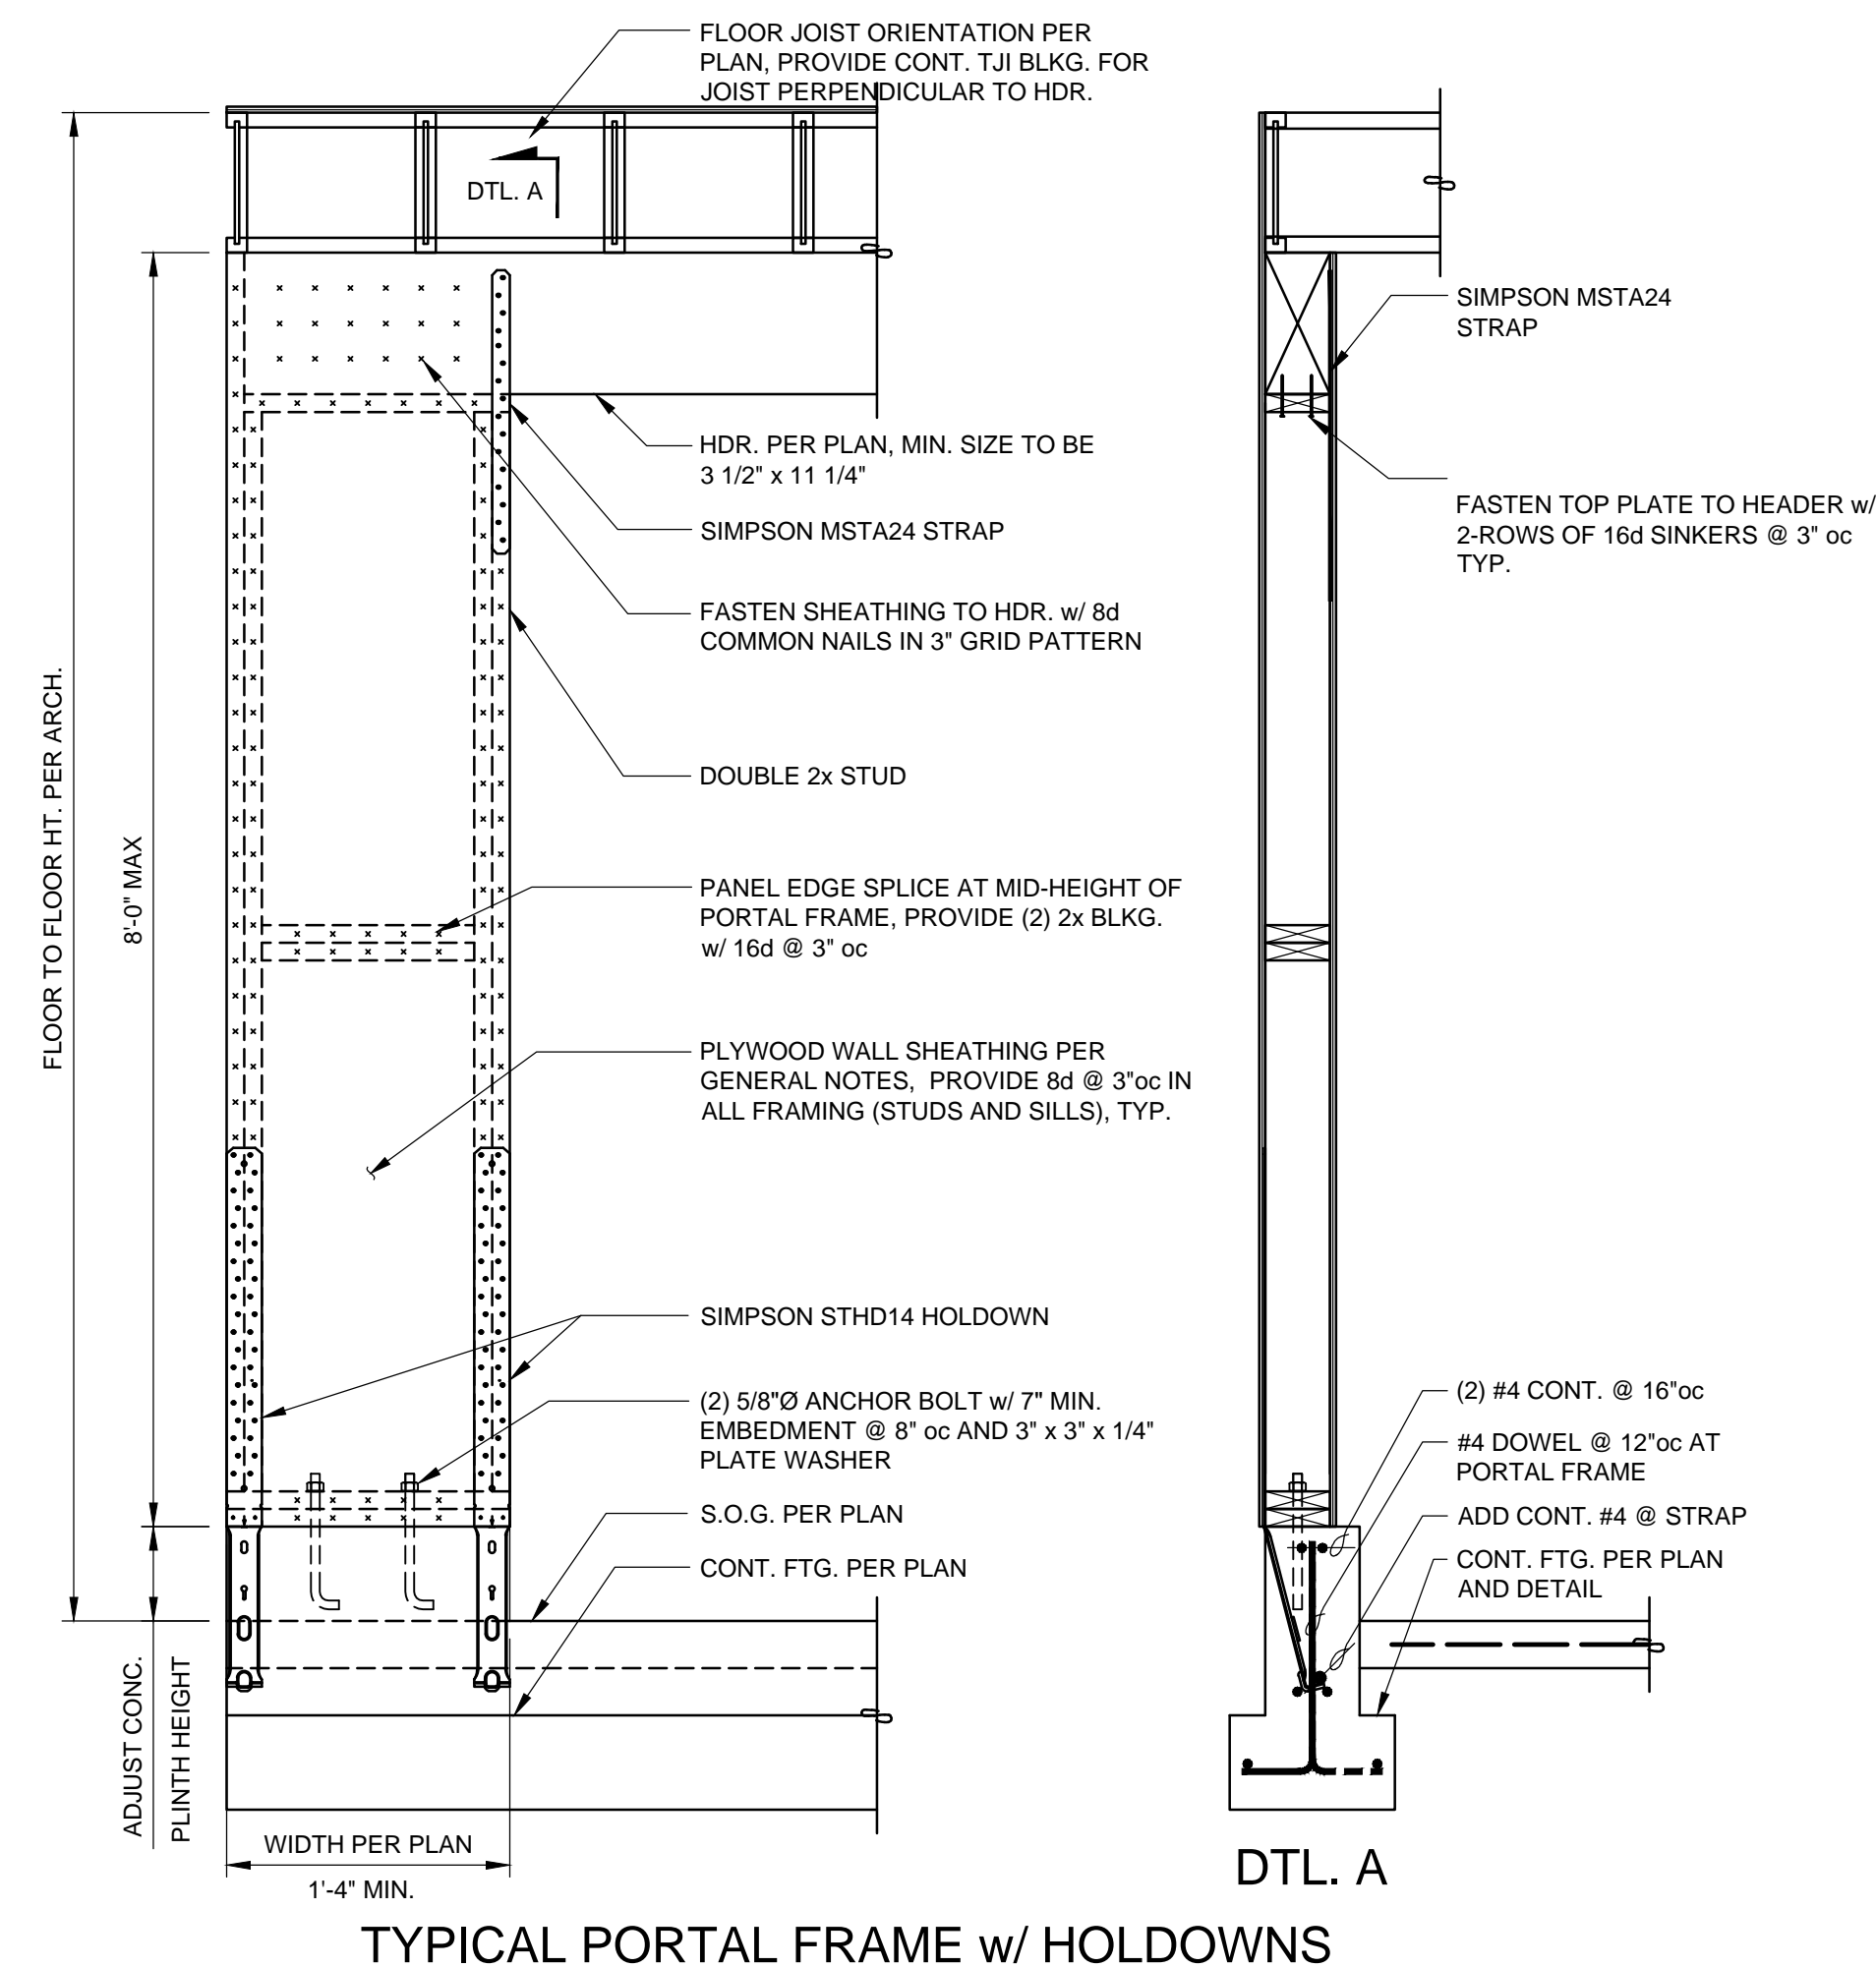 FLOOR JOIST ORIENTATION PER
PLAN, PROVIDE CONT. TJI BLKG. FOR
JOIST PERPENDICULAR TO HDR.
DTL. A
SIMPSON MSTA24
STRAP
HDR. PER PLAN, MIN. SIZE TO BE
3 1/2" x 11 1/4"
SIMPSON MSTA24 STRAP
FASTEN TOP PLATE TO HEADER w/
2-ROWS OF 16d SINKERS @ 3" oc
TYP.
FASTEN SHEATHING TO HDR. w/ 8d
COMMON NAILS IN 3" GRID PATTERN
DOUBLE 2x STUD
FLOOR TO FLOOR HT. PER ARCH.
8'-0" MAX
PANEL EDGE SPLICE AT MID-HEIGHT OF
PORTAL FRAME, PROVIDE (2) 2x BLKG.
w/ 16d @ 3" oc
PLYWOOD WALL SHEATHING PER
GENERAL NOTES, PROVIDE 8d @ 3"oc IN
ALL FRAMING (STUDS AND SILLS), TYP.
SIMPSON STHD14 HOLDOWN
(2) 5/8"Ø ANCHOR BOLT w/ 7" MIN.
EMBEDMENT @ 8" oc AND 3" x 3" x 1/4"
PLATE WASHER
S.O.G. PER PLAN
CONT. FTG. PER PLAN
(2) #4 CONT. @ 16"oc
#4 DOWEL @ 12"oc AT
PORTAL FRAME
ADD CONT. #4 @ STRAP
CONT. FTG. PER PLAN
AND DETAIL
ADJUST CONC.
PLINTH HEIGHT
WIDTH PER PLAN
1'-4" MIN.
DTL. A
TYPICAL PORTAL FRAME w/ HOLDOWNS